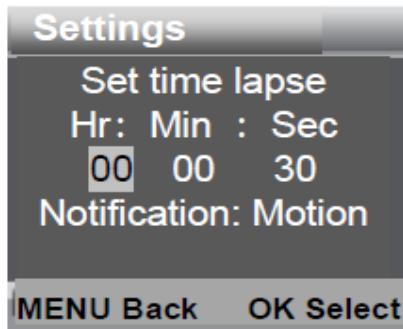 Settings
Set time lapse
Hr: Min : Sec
00 00 30
Notification: Motion
MENU Back OK Select